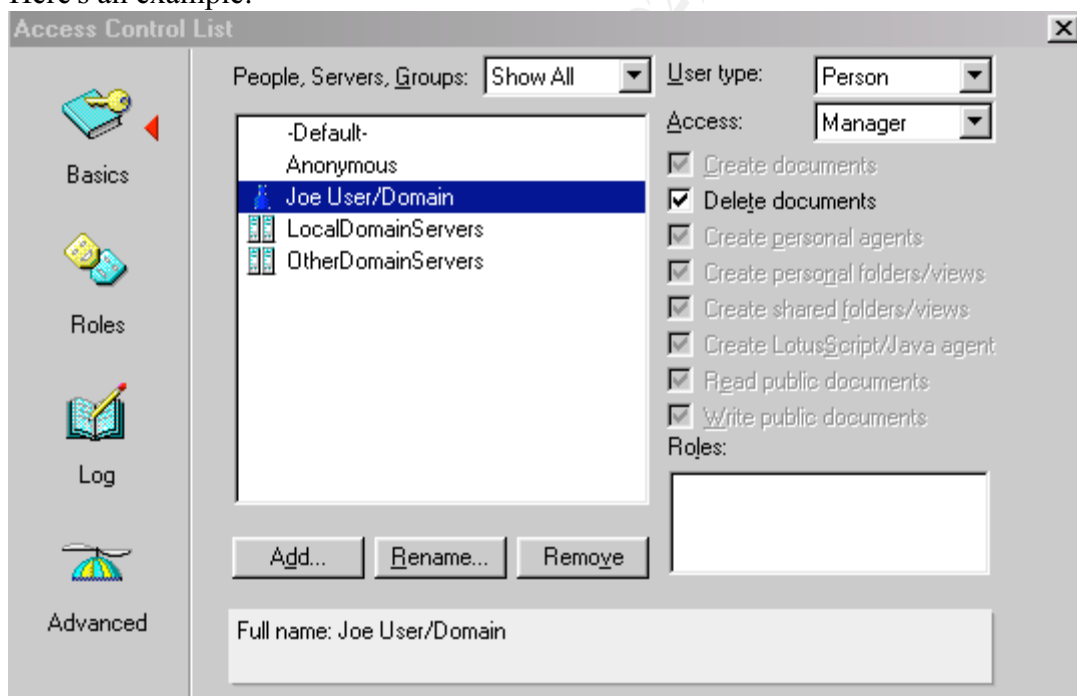 Here's an example:
Access Control List
Basics
Roles
Log
Advanced
People, Servers, Groups: Show All
-Default-
Anonymous
Joe User/Domain
LocalDomainServers
OtherDomainServers
Add... Rename... Remove
Full name: Joe User/Domain
User type: Person
Access: Manager
Create documents
Delete documents
Create personal agents
Create personal folders/views
Create shared folders/views
Create LotusScript/Java agent
Read public documents
Write public documents
Roles: